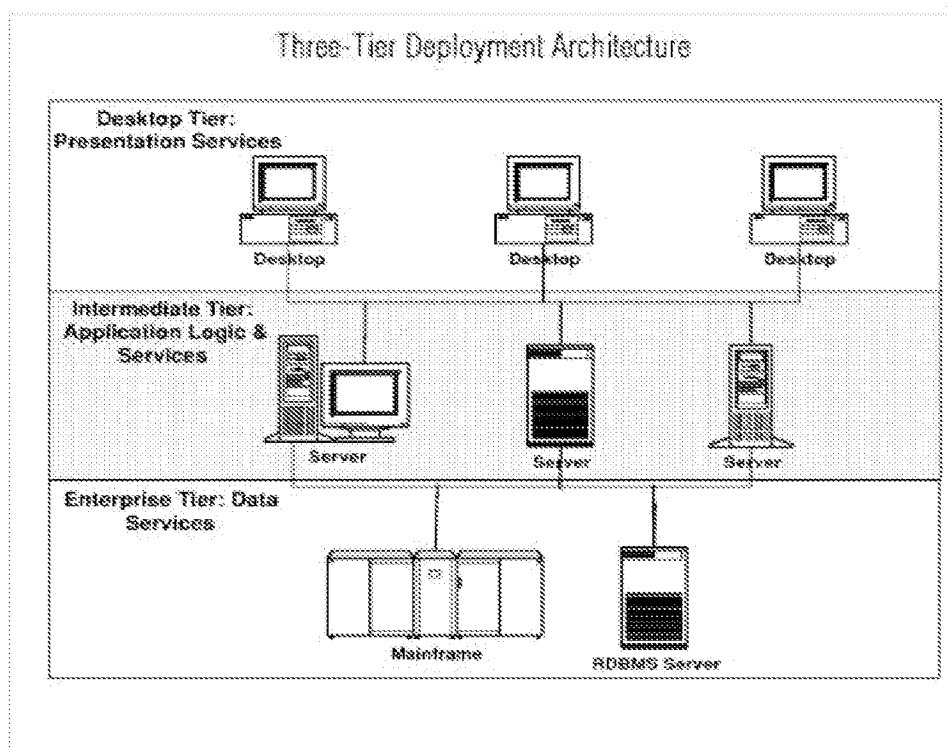 Three-Tier Deployment Architecture
Desktop Tier:
Presentation Services
Desktop
Desktop
Desktop
Intermediate Tier:
Application Logic &
Services
Server
Server
Server
Enterprise Tier: Data
Services
Mainframe
RDBMS Server